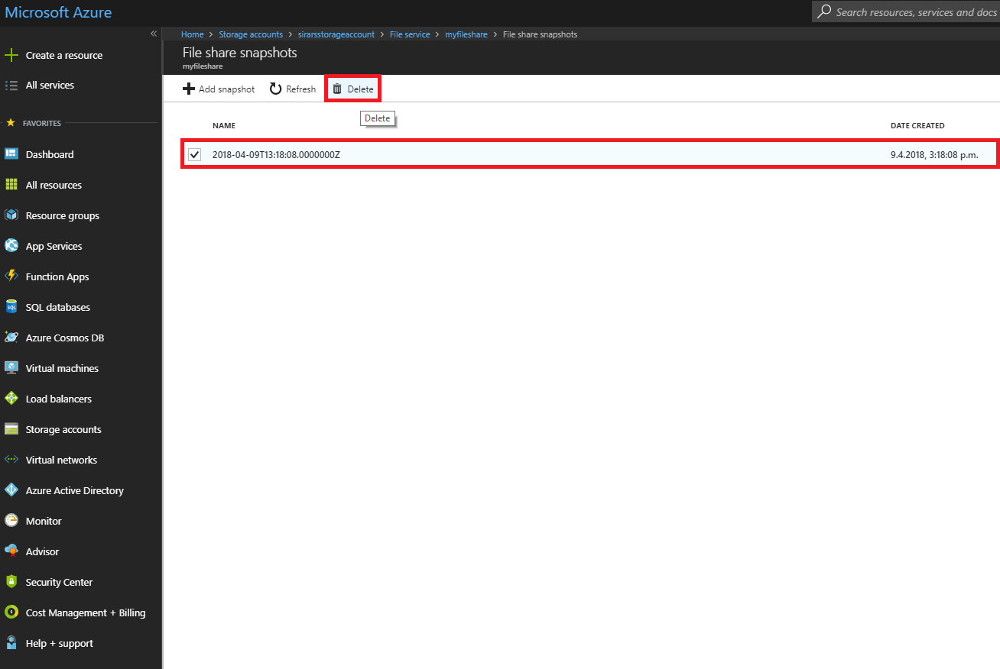 Microsoft Azure
Search resources, services and docs
«
Home > Storage accounts > sirarsstorageaccount > File service > myfileshare > File share snapshots
File share snapshots
myfileshare
Add snapshot
Refresh
Delete
Delete
NAME
DATE CREATED
2018-04-09T13:18:08.0000000Z
9.4.2018, 3:18:08 p.m.
Create a resource
All services
FAVORITES
Dashboard
All resources
Resource groups
App Services
Function Apps
SQL databases
Azure Cosmos DB
Virtual machines
Load balancers
Storage accounts
Virtual networks
Azure Active Directory
Monitor
Advisor
Security Center
Cost Management + Billing
Help + support